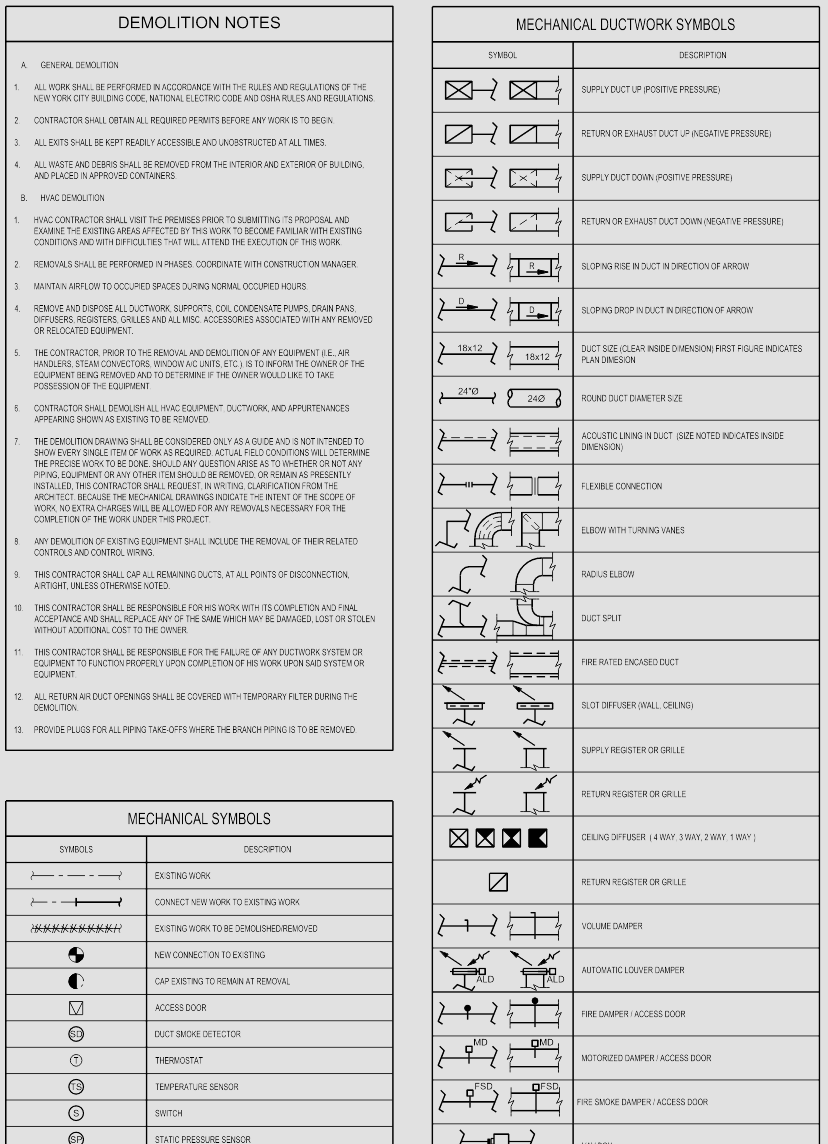 DEMOLITION NOTES
A. GENERAL DEMOLITION
1. ALL WORK SHALL BE PERFORMED IN ACCORDANCE WITH THE RULES AND REGULATIONS OF THE
NEW YORK CITY BUILDING CODE, NATIONAL ELECTRIC CODE AND OSHA RULES AND REGULATIONS.
2. CONTRACTOR SHALL OBTAIN ALL REQUIRED PERMITS BEFORE ANY WORK IS TO BEGIN.
3. ALL EXITS SHALL BE KEPT READILY ACCESSIBLE AND UNOBSTRUCTED AT ALL TIMES.
4. ALL WASTE AND DEBRIS SHALL BE REMOVED FROM THE INTERIOR AND EXTERIOR OF BUILDING,
AND PLACED IN APPROVED CONTAINERS.
B. HVAC DEMOLITION
1. HVAC CONTRACTOR SHALL VISIT THE PREMISES PRIOR TO SUBMITTING ITS PROPOSAL AND
EXAMINE THE EXISTING AREAS AFFECTED BY THIS WORK TO BECOME FAMILIAR WITH EXISTING
CONDITIONS AND WITH DIFFICULTIES THAT WILL ATTEND THE EXECUTION OF THIS WORK.
2. REMOVALS SHALL BE PERFORMED IN PHASES. COORDINATE WITH CONSTRUCTION MANAGER.
3. MAINTAIN AIRFLOW TO OCCUPIED SPACES DURING NORMAL OCCUPIED HOURS.
4. REMOVE AND DISPOSE ALL DUCTWORK, SUPPORTS, COIL CONDENSATE PUMPS, DRAIN PANS,
DIFFUSERS, REGISTERS, GRILLES AND ALL MISC. ACCESSORIES ASSOCIATED WITH ANY REMOVED
OR RELOCATED EQUIPMENT.
5. THE CONTRACTOR, PRIOR TO THE REMOVAL AND DEMOLITION OF ANY EQUIPMENT (I.E., AIR
HANDLERS, STEAM CONVECTORS, WINDOW A/C UNITS, ETC.) IS TO INFORM THE OWNER OF THE
EQUIPMENT BEING REMOVED AND TO DETERMINE IF THE OWNER WOULD LIKE TO TAKE
POSSESSION OF THE EQUIPMENT.
6. CONTRACTOR SHALL DEMOLISH ALL HVAC EQUIPMENT, DUCTWORK, AND APPURTENANCES
APPEARING SHOWN AS EXISTING TO BE REMOVED.
7. THE DEMOLITION DRAWING SHALL BE CONSIDERED ONLY AS A GUIDE AND IS NOT INTENDED TO
SHOW EVERY SINGLE ITEM OF WORK AS REQUIRED. ACTUAL FIELD CONDITIONS WILL DETERMINE
THE PRECISE WORK TO BE DONE. SHOULD ANY QUESTION ARISE AS TO WHETHER OR NOT ANY
PIPING, EQUIPMENT OR ANY OTHER ITEM SHOULD BE REMOVED, OR REMAIN AS PRESENTLY
INSTALLED, THIS CONTRACTOR SHALL REQUEST, IN WRITING, CLARIFICATION FROM THE
ARCHITECT. BECAUSE THE MECHANICAL DRAWINGS INDICATE THE INTENT OF THE SCOPE OF
WORK, NO EXTRA CHARGES WILL BE ALLOWED FOR ANY REMOVALS NECESSARY FOR THE
COMPLETION OF THE WORK UNDER THIS PROJECT.
8. ANY DEMOLITION OF EXISTING EQUIPMENT SHALL INCLUDE THE REMOVAL OF THEIR RELATED
CONTROLS AND CONTROL WIRING.
9. THIS CONTRACTOR SHALL CAP ALL REMAINING DUCTS, AT ALL POINTS OF DISCONNECTION,
AIRTIGHT, UNLESS OTHERWISE NOTED.
10. THIS CONTRACTOR SHALL BE RESPONSIBLE FOR HIS WORK WITH ITS COMPLETION AND FINAL
ACCEPTANCE AND SHALL REPLACE ANY OF THE SAME WHICH MAY BE DAMAGED, LOST OR STOLEN
WITHOUT ADDITIONAL COST TO THE OWNER.
11. THIS CONTRACTOR SHALL BE RESPONSIBLE FOR THE FAILURE OF ANY DUCTWORK SYSTEM OR
EQUIPMENT TO FUNCTION PROPERLY UPON COMPLETION OF HIS WORK UPON SAID SYSTEM OR
EQUIPMENT.
12. ALL RETURN AIR DUCT OPENINGS SHALL BE COVERED WITH TEMPORARY FILTER DURING THE
DEMOLITION.
13. PROVIDE PLUGS FOR ALL PIPING TAKE-OFFS WHERE THE BRANCH PIPING IS TO BE REMOVED.
MECHANICAL SYMBOLS
SYMBOLS DESCRIPTION
EXISTING WORK
CONNECT NEW WORK TO EXISTING WORK
EXISTING WORK TO BE DEMOLISHED/REMOVED
NEW CONNECTION TO EXISTING
CAP EXISTING TO REMAIN AT REMOVAL
ACCESS DOOR
SD DUCT SMOKE DETECTOR
T THERMOSTAT
TS TEMPERATURE SENSOR
S SWITCH
SP STATIC PRESSURE SENSOR
MECHANICAL DUCTWORK SYMBOLS
SYMBOL DESCRIPTION
SUPPLY DUCT UP (POSITIVE PRESSURE)
RETURN OR EXHAUST DUCT UP (NEGATIVE PRESSURE)
SUPPLY DUCT DOWN (POSITIVE PRESSURE)
RETURN OR EXHAUST DUCT DOWN (NEGATIVE PRESSURE)
R R SLOPING RISE IN DUCT IN DIRECTION OF ARROW
D D SLOPING DROP IN DUCT IN DIRECTION OF ARROW
18x12 18x12 DUCT SIZE (CLEAR INSIDE DIMENSION) FIRST FIGURE INDICATES
PLAN DIMESION
24"Ø 24Ø ROUND DUCT DIAMETER SIZE
ACOUSTIC LINING IN DUCT (SIZE NOTED INDICATES INSIDE
DIMENSION)
FLEXIBLE CONNECTION
ELBOW WITH TURNING VANES
RADIUS ELBOW
DUCT SPLIT
FIRE RATED ENCASED DUCT
SLOT DIFFUSER (WALL, CEILING)
SUPPLY REGISTER OR GRILLE
RETURN REGISTER OR GRILLE
CEILING DIFFUSER ( 4 WAY, 3 WAY, 2 WAY, 1 WAY )
RETURN REGISTER OR GRILLE
VOLUME DAMPER
ALD ALD AUTOMATIC LOUVER DAMPER
FIRE DAMPER / ACCESS DOOR
MD MD MOTORIZED DAMPER / ACCESS DOOR
FSD FSD FIRE SMOKE DAMPER / ACCESS DOOR